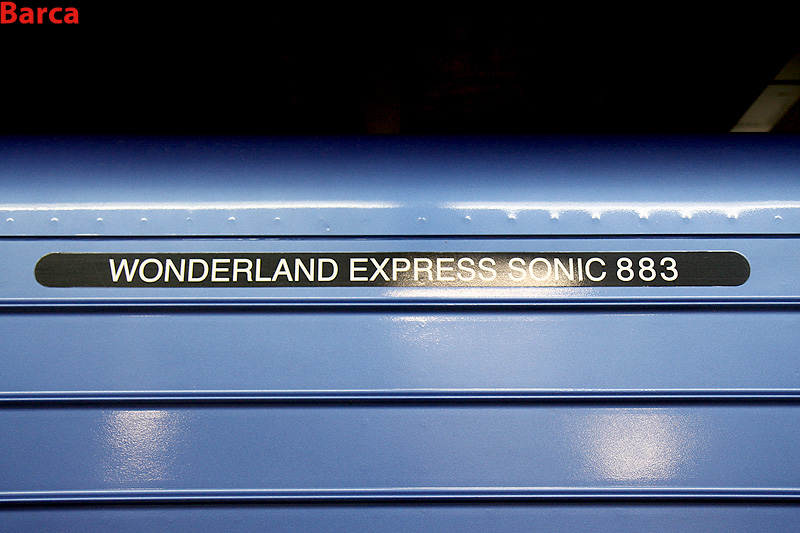 Barca
WONDERLAND EXPRESS SONIC 883